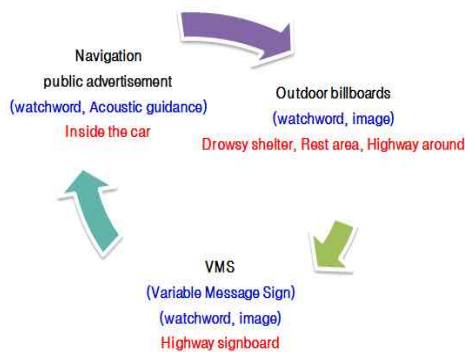 Navigation
public advertisement
(watchword, Acoustic guidance)
Inside the car
Outdoor billboards
(watchword, image)
Drowsy shelter, Rest area, Highway around
VMS
(Variable Message Sign)
(watchword, image)
Highway signboard